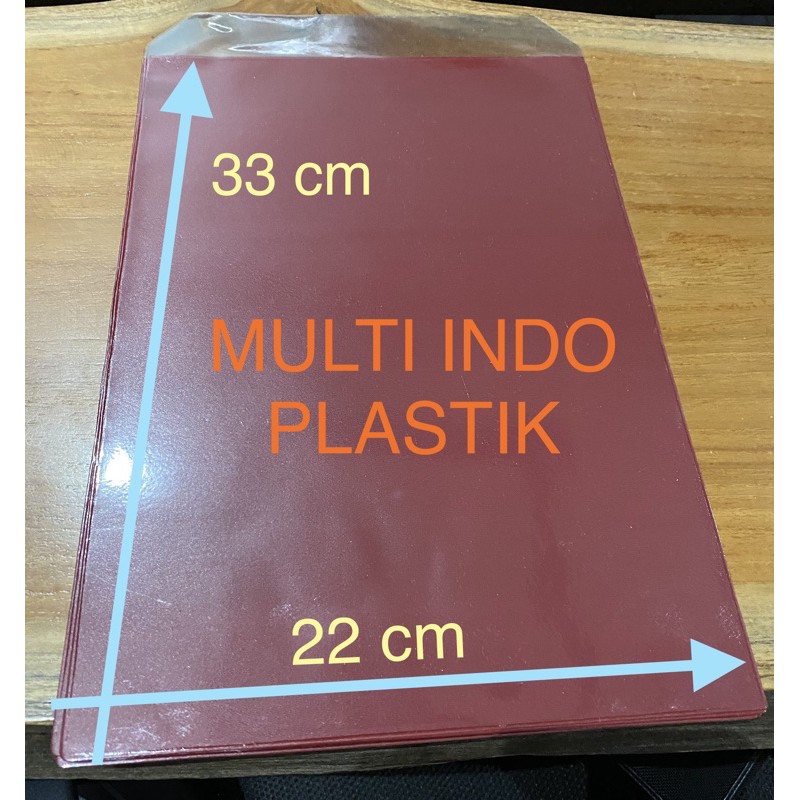 33 cm
MULTI INDO
PLASTIK
22 cm